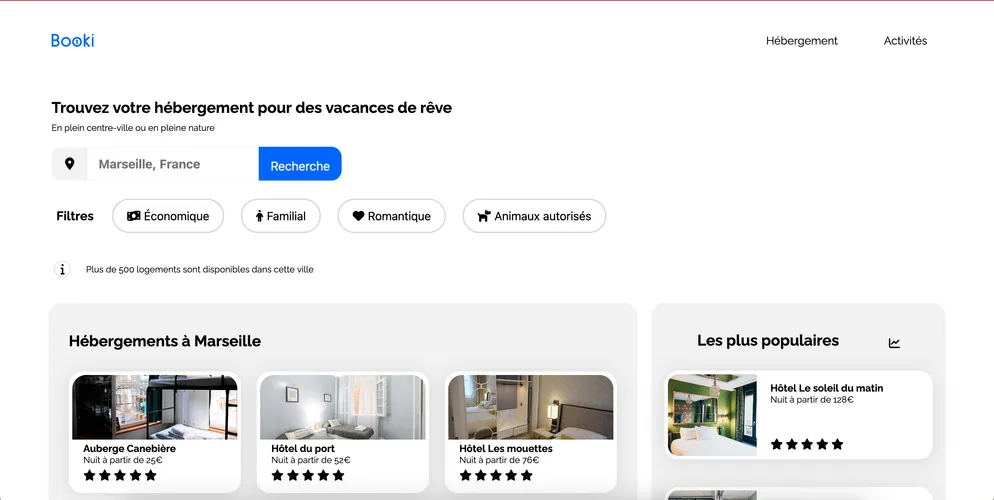 Booki
Hébergement
Activités
Trouvez votre hébergement pour des vacances de rêve
En plein centre-ville ou en pleine nature
Marseille, France
Recherche
Filtres
Économique
Familial
Romantique
Animaux autorisés
Plus de 500 logements sont disponibles dans cette ville
Hébergements à Marseille
Auberge Canebière
Nuit à partir de 25€
Hôtel du port
Nuit à partir de 52€
Hôtel Les mouettes
Nuit à partir de 76€
Les plus populaires
Hôtel Le soleil du matin
Nuit à partir de 128€